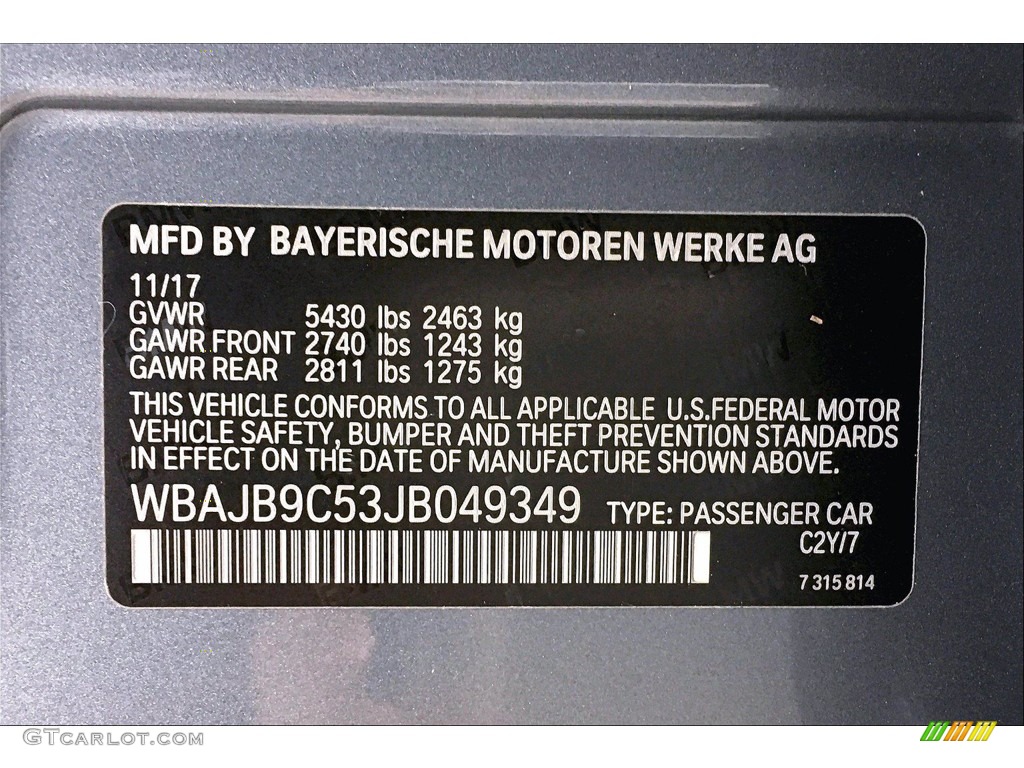 MFD BY BAYERISCHE MOTOREN WERKE AG
11/17
GVWR 5430 lbs 2463 kg
GAWR FRONT 2740 lbs 1243 kg
GAWR REAR 2811 lbs 1275 kg
THIS VEHICLE CONFORMS TO ALL APPLICABLE U.S.FEDERAL MOTOR
VEHICLE SAFETY, BUMPER AND THEFT PREVENTION STANDARDS
IN EFFECT ON THE DATE OF MANUFACTURE SHOWN ABOVE.
WBAJB9C53JB049349 TYPE: PASSENGER CAR
C2Y/7
7 315 814
GTCARLOT.COM